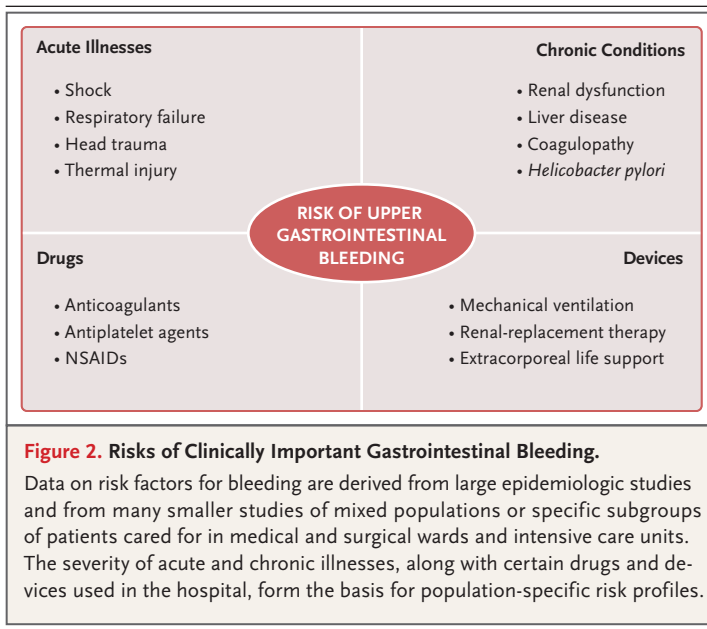 Acute Illnesses
• Shock
• Respiratory failure
• Head trauma
• Thermal injury
Chronic Conditions
• Renal dysfunction
• Liver disease
• Coagulopathy
• Helicobacter pylori
RISK OF UPPER
GASTROINTESTINAL
BLEEDING
Drugs
• Anticoagulants
• Antiplatelet agents
• NSAIDs
Devices
• Mechanical ventilation
• Renal-replacement therapy
• Extracorporeal life support
Figure 2. Risks of Clinically Important Gastrointestinal Bleeding.
Data on risk factors for bleeding are derived from large epidemiologic studies
and from many smaller studies of mixed populations or specific subgroups
of patients cared for in medical and surgical wards and intensive care units.
The severity of acute and chronic illnesses, along with certain drugs and de-
vices used in the hospital, form the basis for population-specific risk profiles.